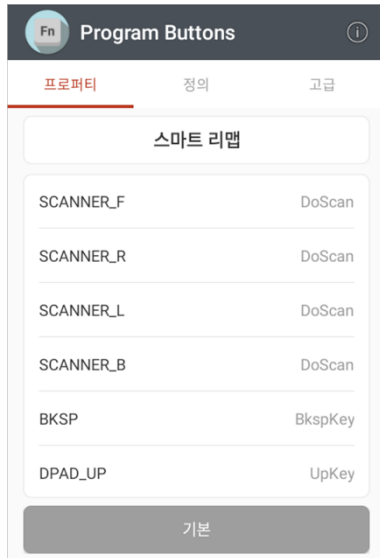 Fn Program Buttons
프로퍼티 정의 고급
스마트 리맵
SCANNER_F DoScan
SCANNER_R DoScan
SCANNER_L DoScan
SCANNER_B DoScan
BKSP BkspKey
DPAD_UP UpKey
기본